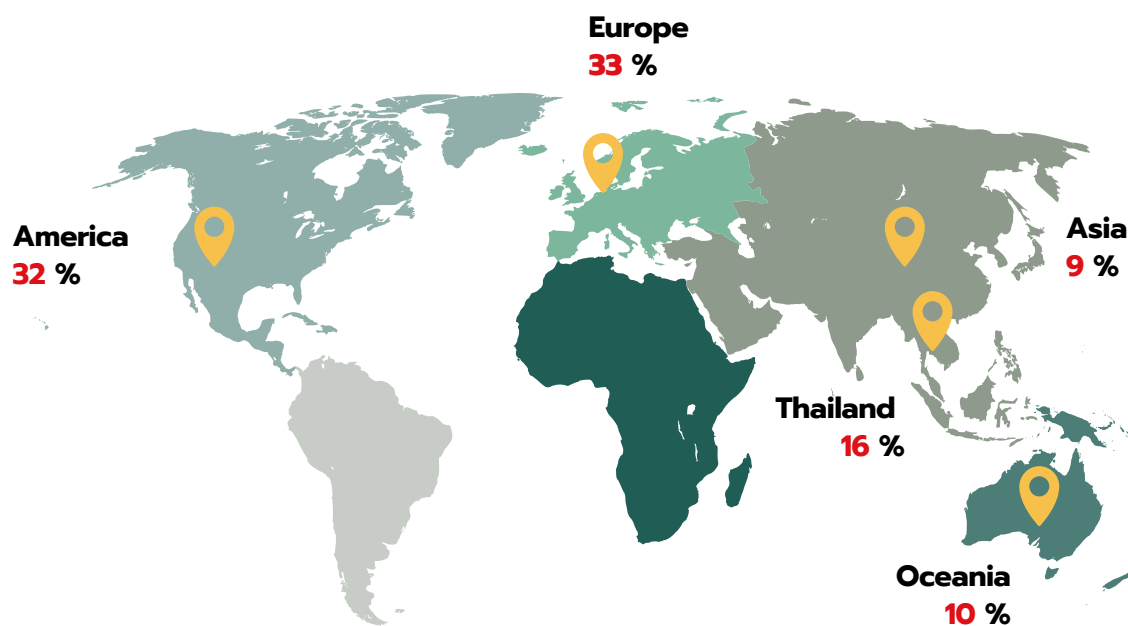 Europe
33 %
America
32 %
Asia
9 %
Thailand
16 %
Oceania
10 %